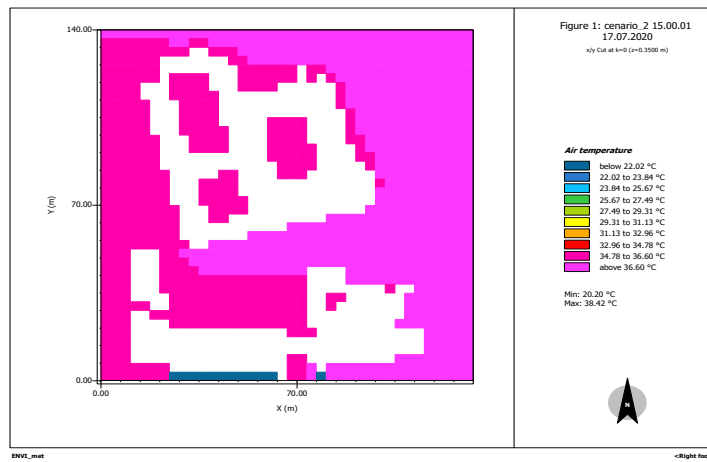 Figure 1: cenario_2 15.00.01
17.07.2020
x/y Cut at k=0 (z=0.3500 m)
140.00
70.00
0.00
Y (m)
0.00
70.00
X (m)
Air temperature
below 22.02 °C
22.02 to 23.84 °C
23.84 to 25.67 °C
25.67 to 27.49 °C
27.49 to 29.31 °C
29.31 to 31.13 °C
31.13 to 32.96 °C
32.96 to 34.78 °C
34.78 to 36.60 °C
above 36.60 °C
Min: 20.20 °C
Max: 38.42 °C
N
ENVI_met
<Right foo